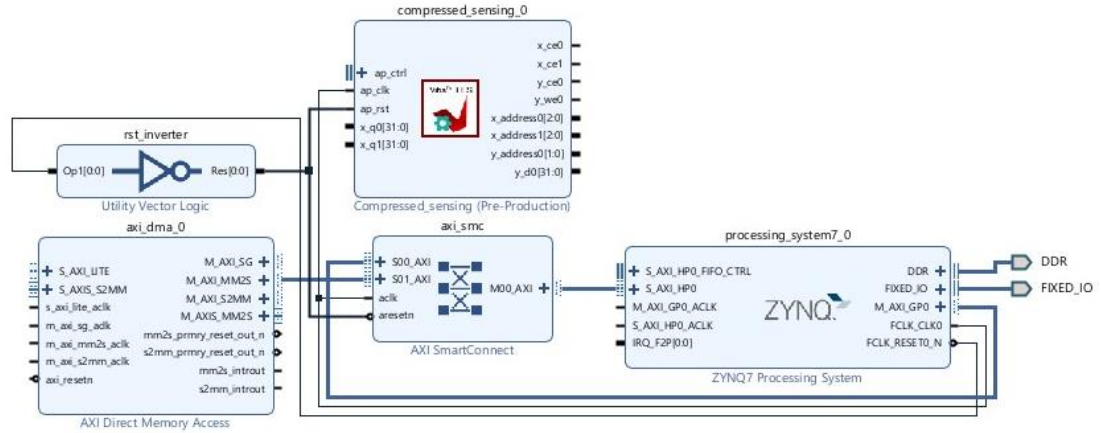 compressed_sensing_0
x_ce0
x_ce1
ap_ctrl
y_ce0
ap_clk
y_we0
ap_rst
x_address0[2:0]
x_q0[31:0]
x_address1[2:0]
x_q1[31:0]
y_address0[1:0]
y_d0[31:0]
Compressed_sensing (Pre-Production)
rst_inverter
Op1[0:0]
Res[0:0]
Utility Vector Logic
axi_dma_0
S_AXI_LITE
S_AXIS_S2MM
s_axi_lite_aclk
m_axi_sg_aclk
m_axi_mm2s_aclk
m_axi_s2mm_aclk
axi_resetn
M_AXI_SG
M_AXI_MM2S
M_AXI_S2MM
M_AXIS_MM2S
mm2s_prmry_reset_out_n
s2mm_prmry_reset_out_n
mm2s_introut
s2mm_introut
AXI Direct Memory Access
axi_smc
S00_AXI
S01_AXI
aclk
aresetn
M00_AXI
AXI SmartConnect
processing_system7_0
S_AXI_HP0_FIFO_CTRL
S_AXI_HP0
M_AXI_GP0_ACLK
S_AXI_HP0_ACLK
IRQ_F2P[0:0]
ZYNQ
DDR
FIXED_IO
M_AXI_GP0
FCLK_CLK0
FCLK_RESET0_N
ZYNQ7 Processing System
DDR
FIXED_IO